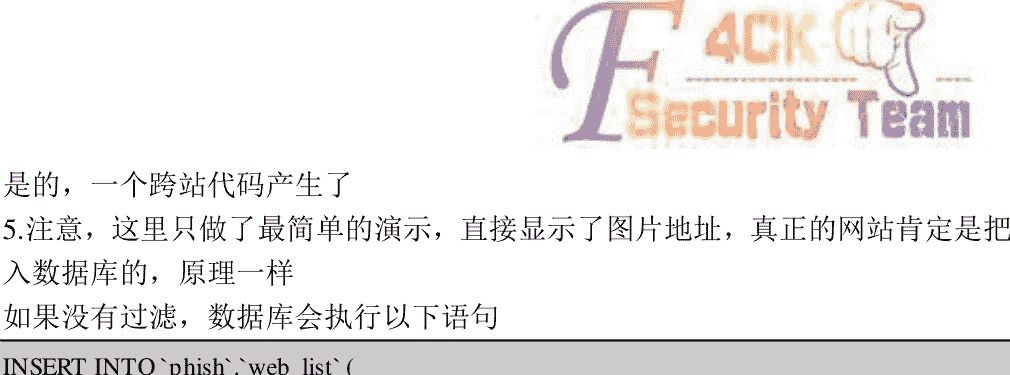 F4CK
Security Team
是的，一个跨站代码产生了
5.注意，这里只做了最简单的演示，直接显示了图片地址，真正的网站肯定是把
入数据库的，原理一样
如果没有过滤，数据库会执行以下语句
INSERT INTO `phish`.`web_list` (